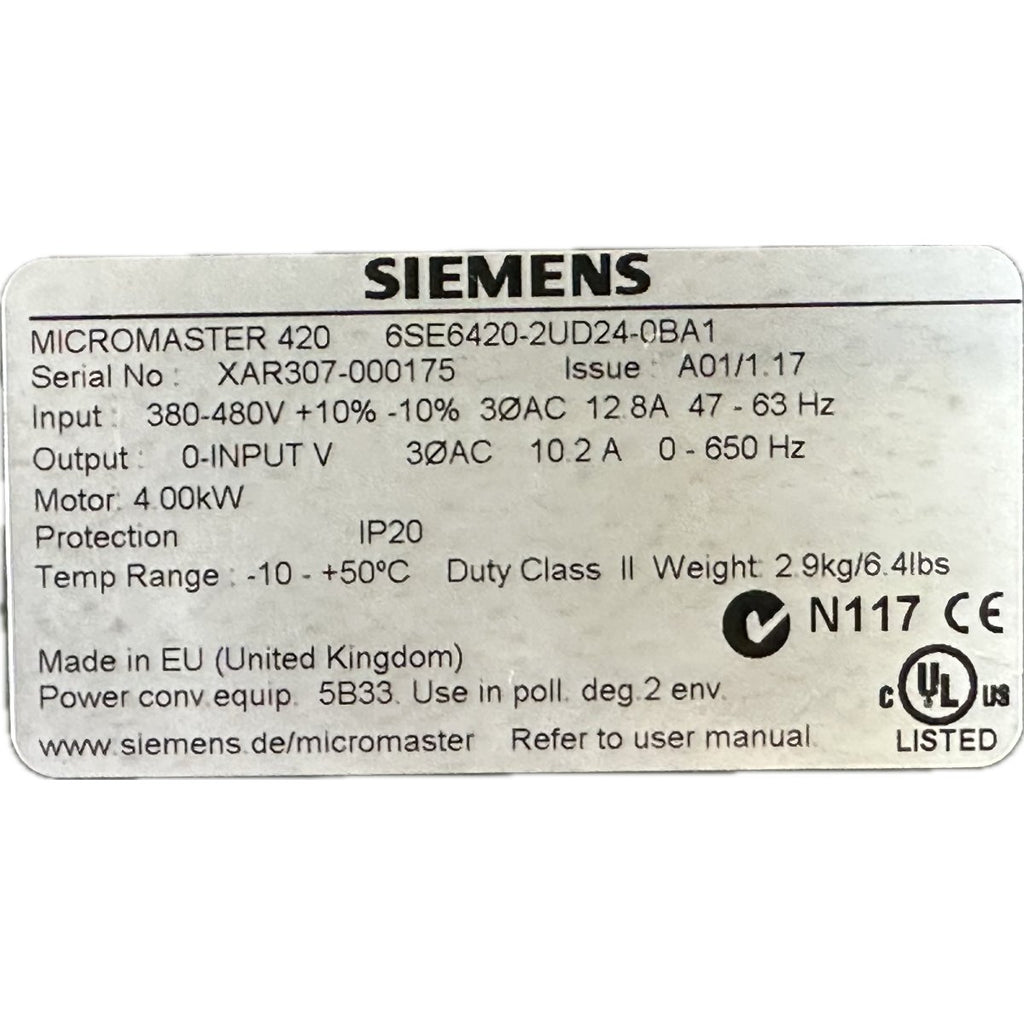 SIEMENS
MICROMASTER 420 6SE6420-2UD24-0BA1
Serial No : XAR307-000175 Issue : A01/1.17
Input : 380-480V +10% -10% 3ØAC 12.8A 47 - 63 Hz
Output : 0-INPUT V 3ØAC 10.2 A 0 - 650 Hz
Motor: 4.00kW
Protection IP20
Temp Range : -10 - +50ºC Duty Class II Weight: 2.9kg/6.4lbs
N117 CE
Made in EU (United Kingdom)
Power conv.equip. 5B33. Use in poll. deg.2 env.
C UL US
www.siemens.de/micromaster Refer to user manual.
LISTED